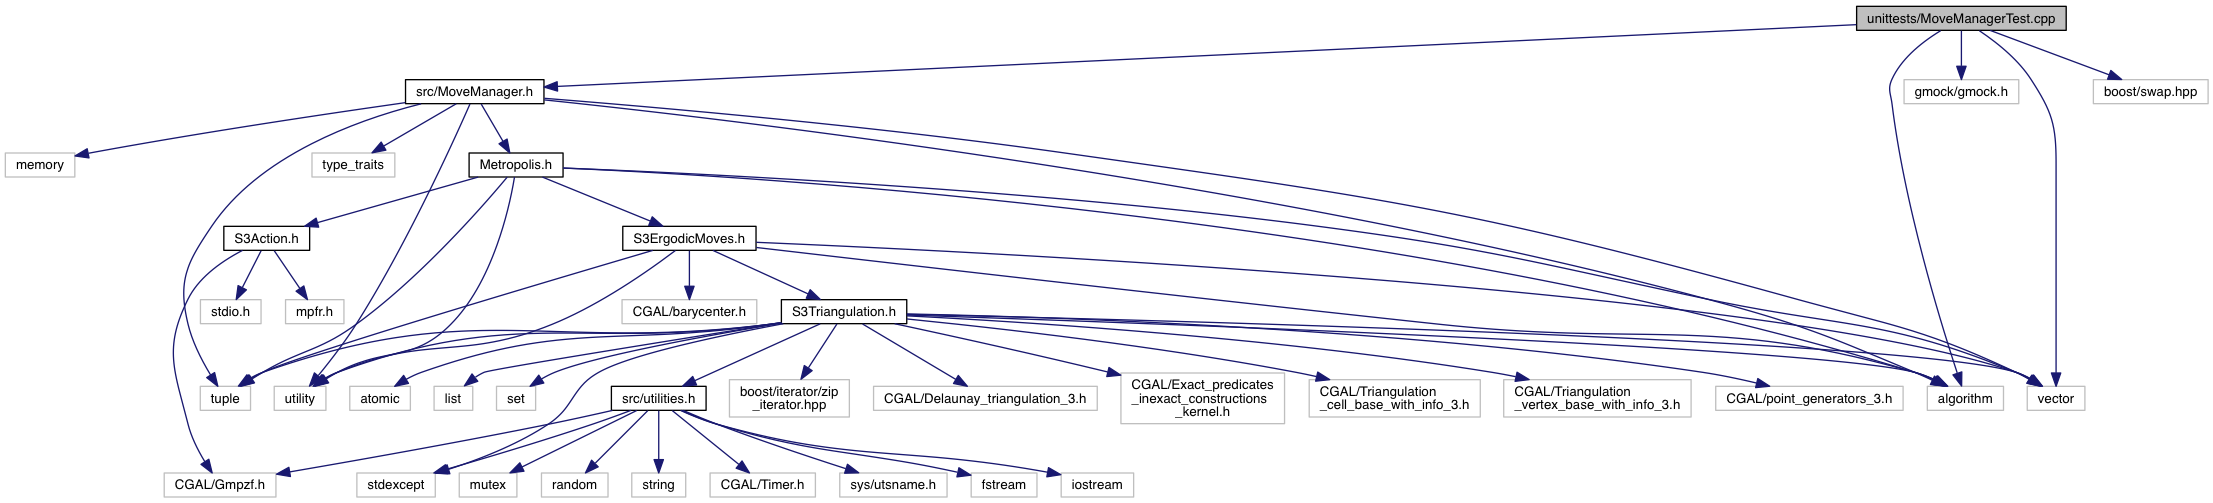 unittests/MoveManagerTest.cpp
src/MoveManager.h
gmock/gmock.h
boost/swap.hpp
memory
type_traits
Metropolis.h
S3Action.h
S3ErgodicMoves.h
stdio.h
mpfr.h
CGAL/barycenter.h
S3Triangulation.h
tuple
utility
atomic
list
set
src/utilities.h
boost/iterator/zip
_iterator.hpp
CGAL/Delaunay_triangulation_3.h
CGAL/Exact_predicates
_inexact_constructions
_kernel.h
CGAL/Triangulation
_cell_base_with_info_3.h
CGAL/Triangulation
_vertex_base_with_info_3.h
CGAL/point_generators_3.h
algorithm
vector
CGAL/Gmpzf.h
stdexcept
mutex
random
string
CGAL/Timer.h
sys/utsname.h
fstream
iostream